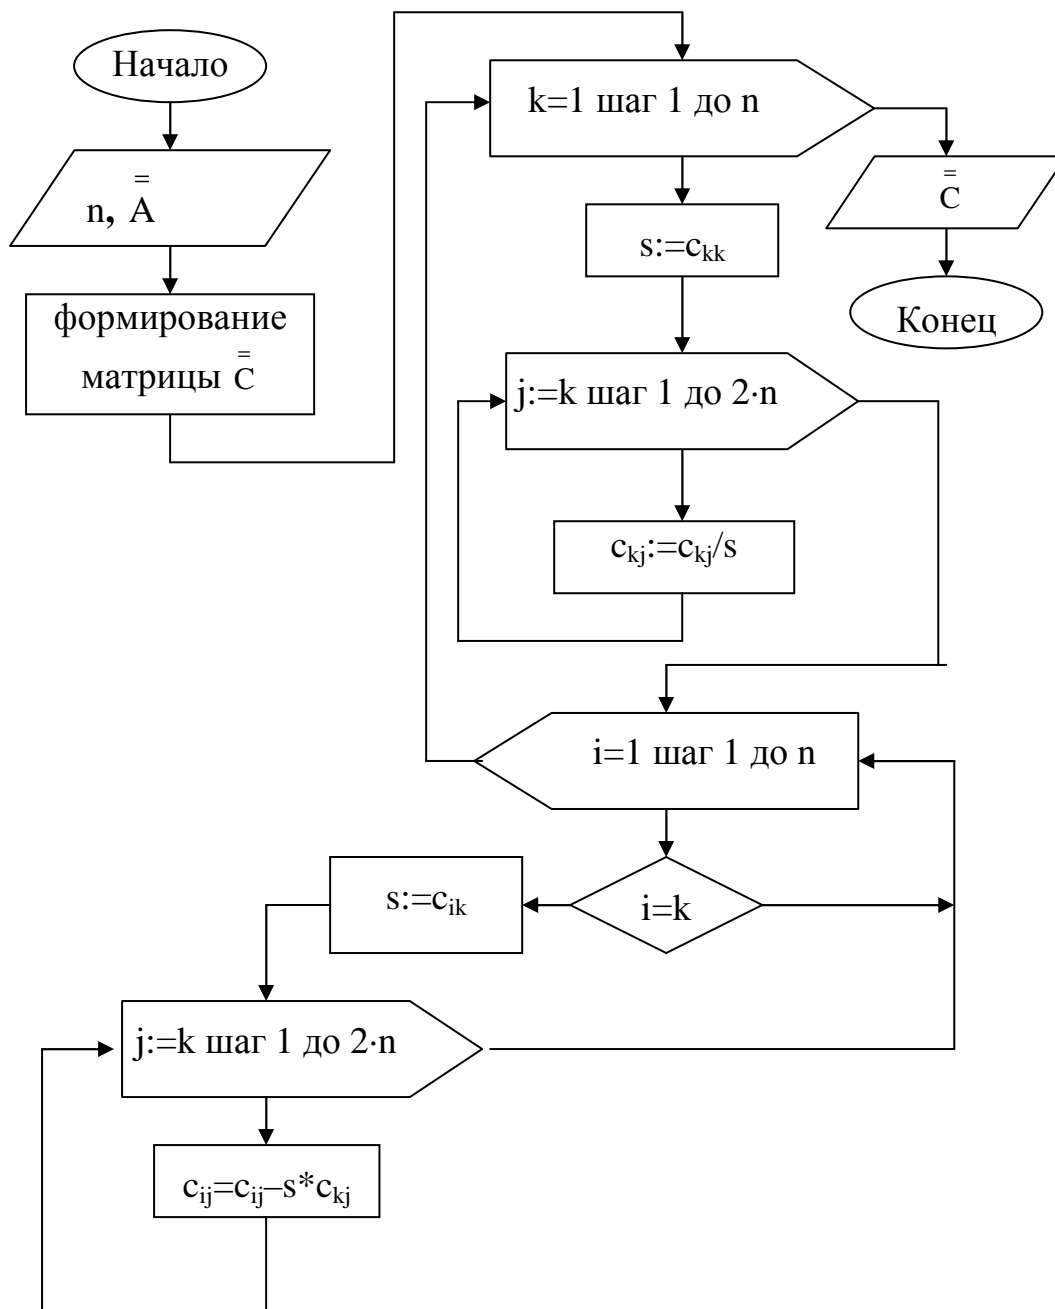 Начало
n, A̿
формирование
матрицы C̿
k=1 шаг 1 до n
s:=cₖₖ
C̿
Конец
j:=k шаг 1 до 2·n
cₖⱼ:=cₖⱼ/s
i=1 шаг 1 до n
i=k
s:=cᵢₖ
j:=k шаг 1 до 2·n
cᵢⱼ=cᵢⱼ–s*cₖⱼ